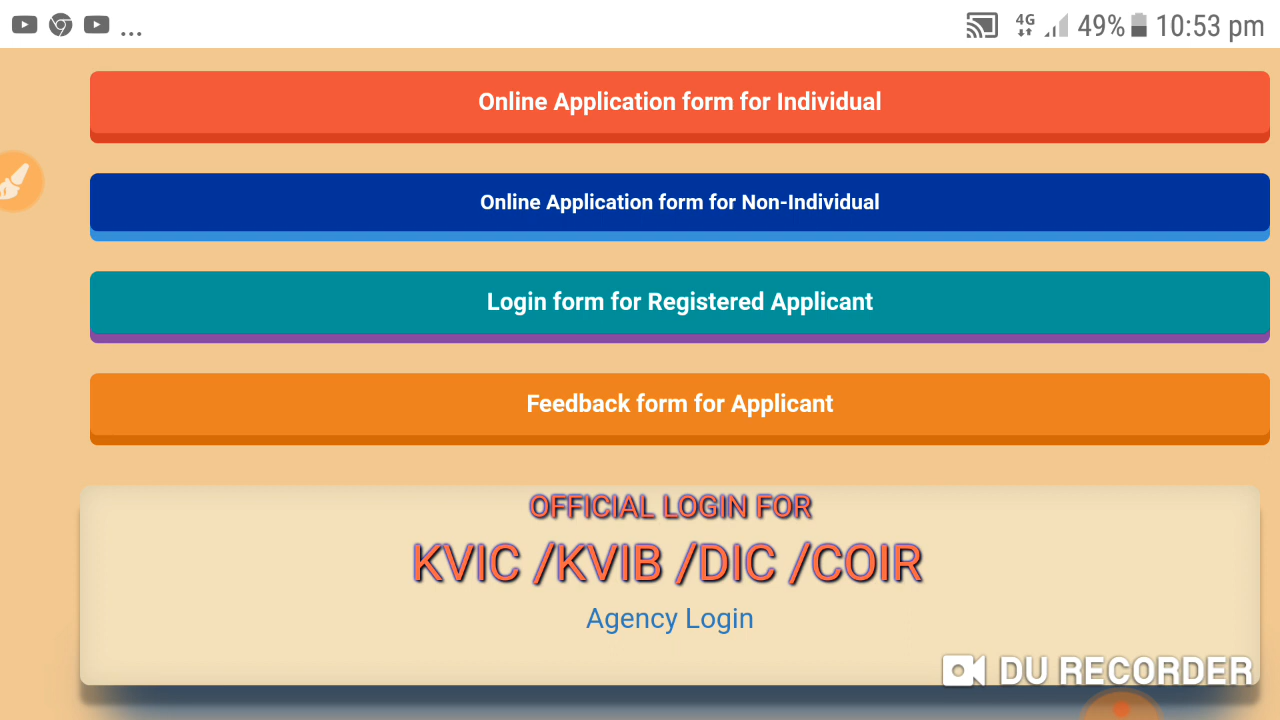 ... 4G 49% 10:53 pm
Online Application form for Individual
Online Application form for Non-Individual
Login form for Registered Applicant
Feedback form for Applicant
OFFICIAL LOGIN FOR
KVIC /KVIB /DIC /COIR
Agency Login
DU RECORDER